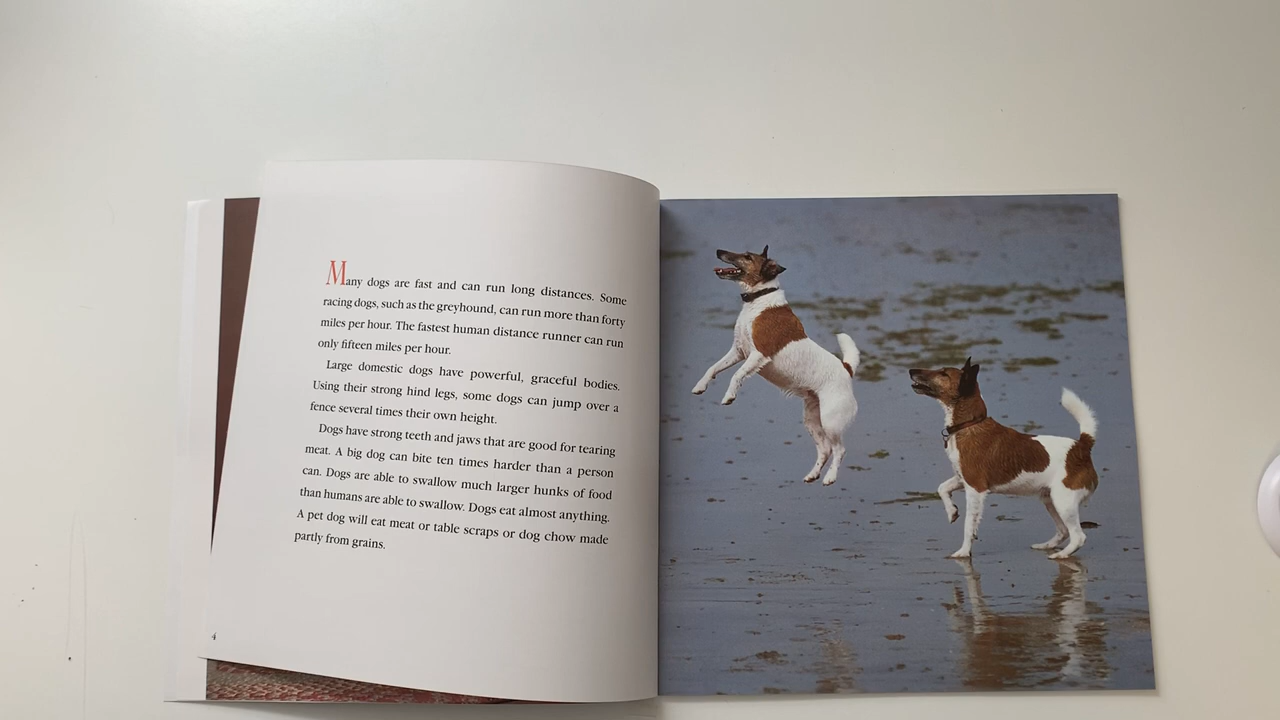 Many dogs are fast and can run long distances. Some
racing dogs, such as the greyhound, can run more than forty
miles per hour. The fastest human distance runner can run
only fifteen miles per hour.
Large domestic dogs have powerful, graceful bodies.
Using their strong hind legs, some dogs can jump over a
fence several times their own height.
Dogs have strong teeth and jaws that are good for tearing
meat. A big dog can bite ten times harder than a person
can. Dogs are able to swallow much larger hunks of food
than humans are able to swallow. Dogs eat almost anything.
A pet dog will eat meat or table scraps or dog chow made
partly from grains.
4